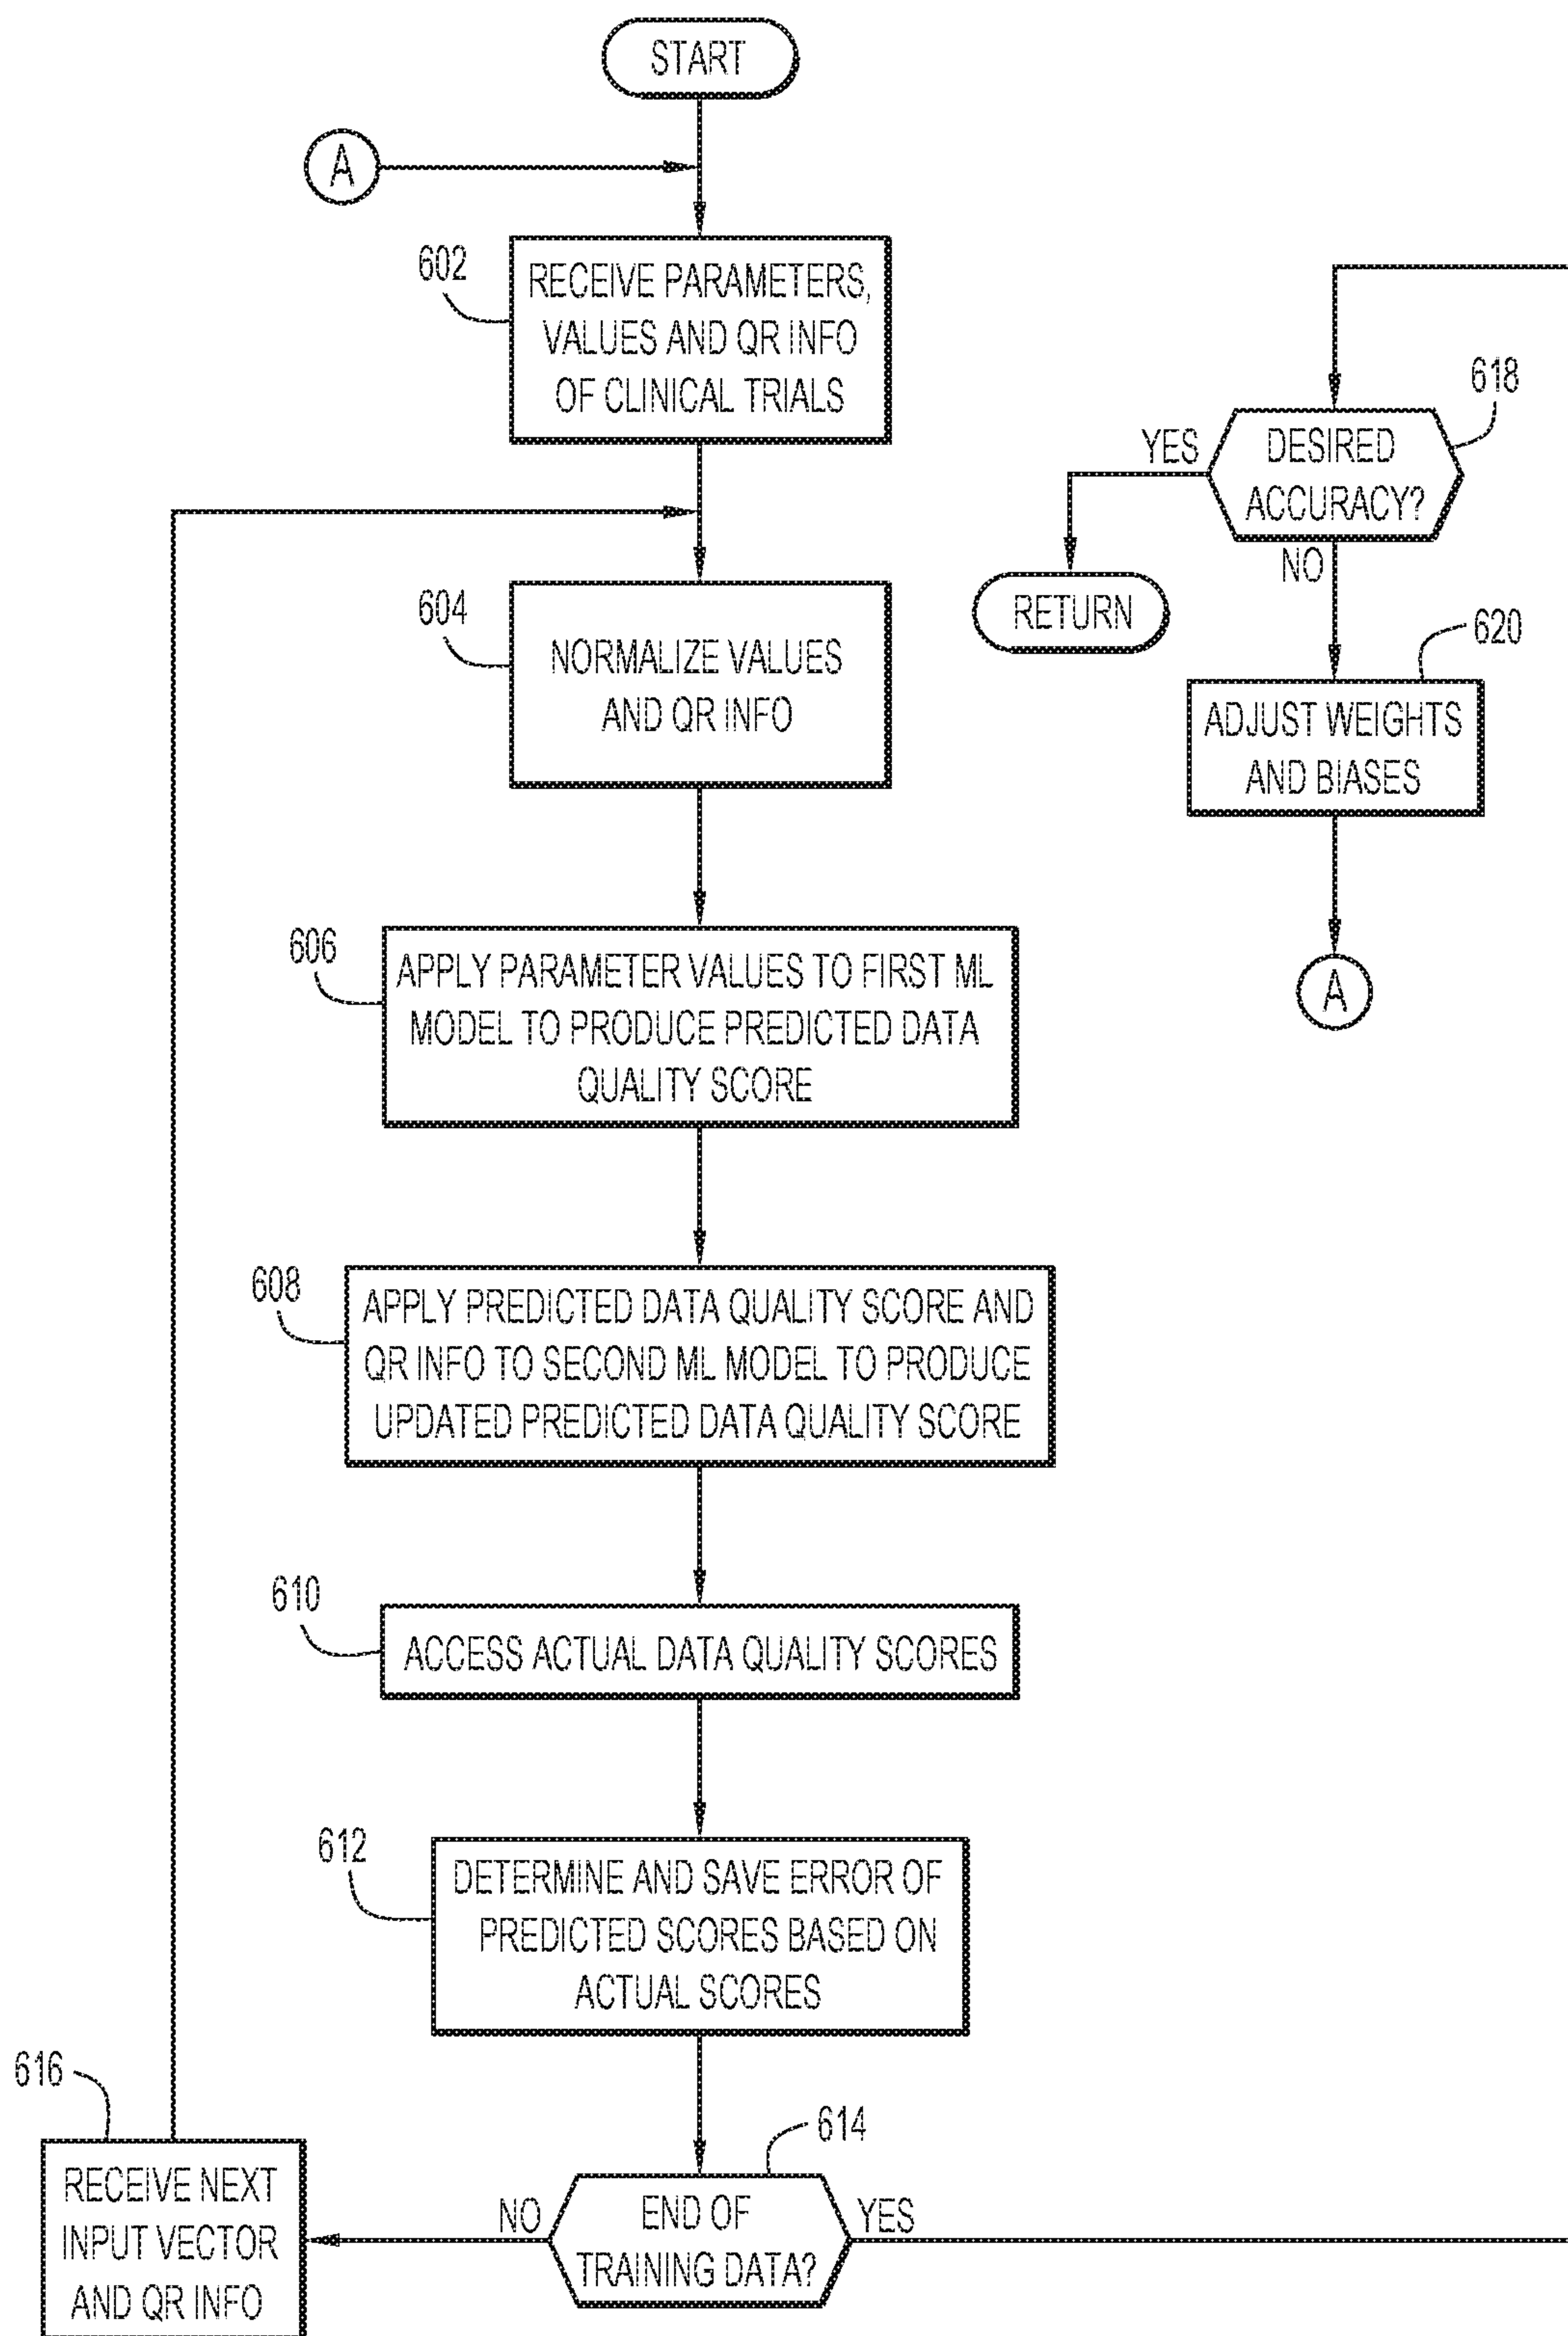 START
A
602
RECEIVE PARAMETERS,
VALUES AND QR INFO
OF CLINICAL TRIALS
604
NORMALIZE VALUES
AND QR INFO
606
APPLY PARAMETER VALUES TO FIRST ML
MODEL TO PRODUCE PREDICTED DATA
QUALITY SCORE
608
APPLY PREDICTED DATA QUALITY SCORE AND
QR INFO TO SECOND ML MODEL TO PRODUCE
UPDATED PREDICTED DATA QUALITY SCORE
610
ACCESS ACTUAL DATA QUALITY SCORES
612
DETERMINE AND SAVE ERROR OF
PREDICTED SCORES BASED ON
ACTUAL SCORES
614
END OF
TRAINING DATA?
NO
YES
616
RECEIVE NEXT
INPUT VECTOR
AND QR INFO
618
DESIRED
ACCURACY?
YES
NO
RETURN
620
ADJUST WEIGHTS
AND BIASES
A